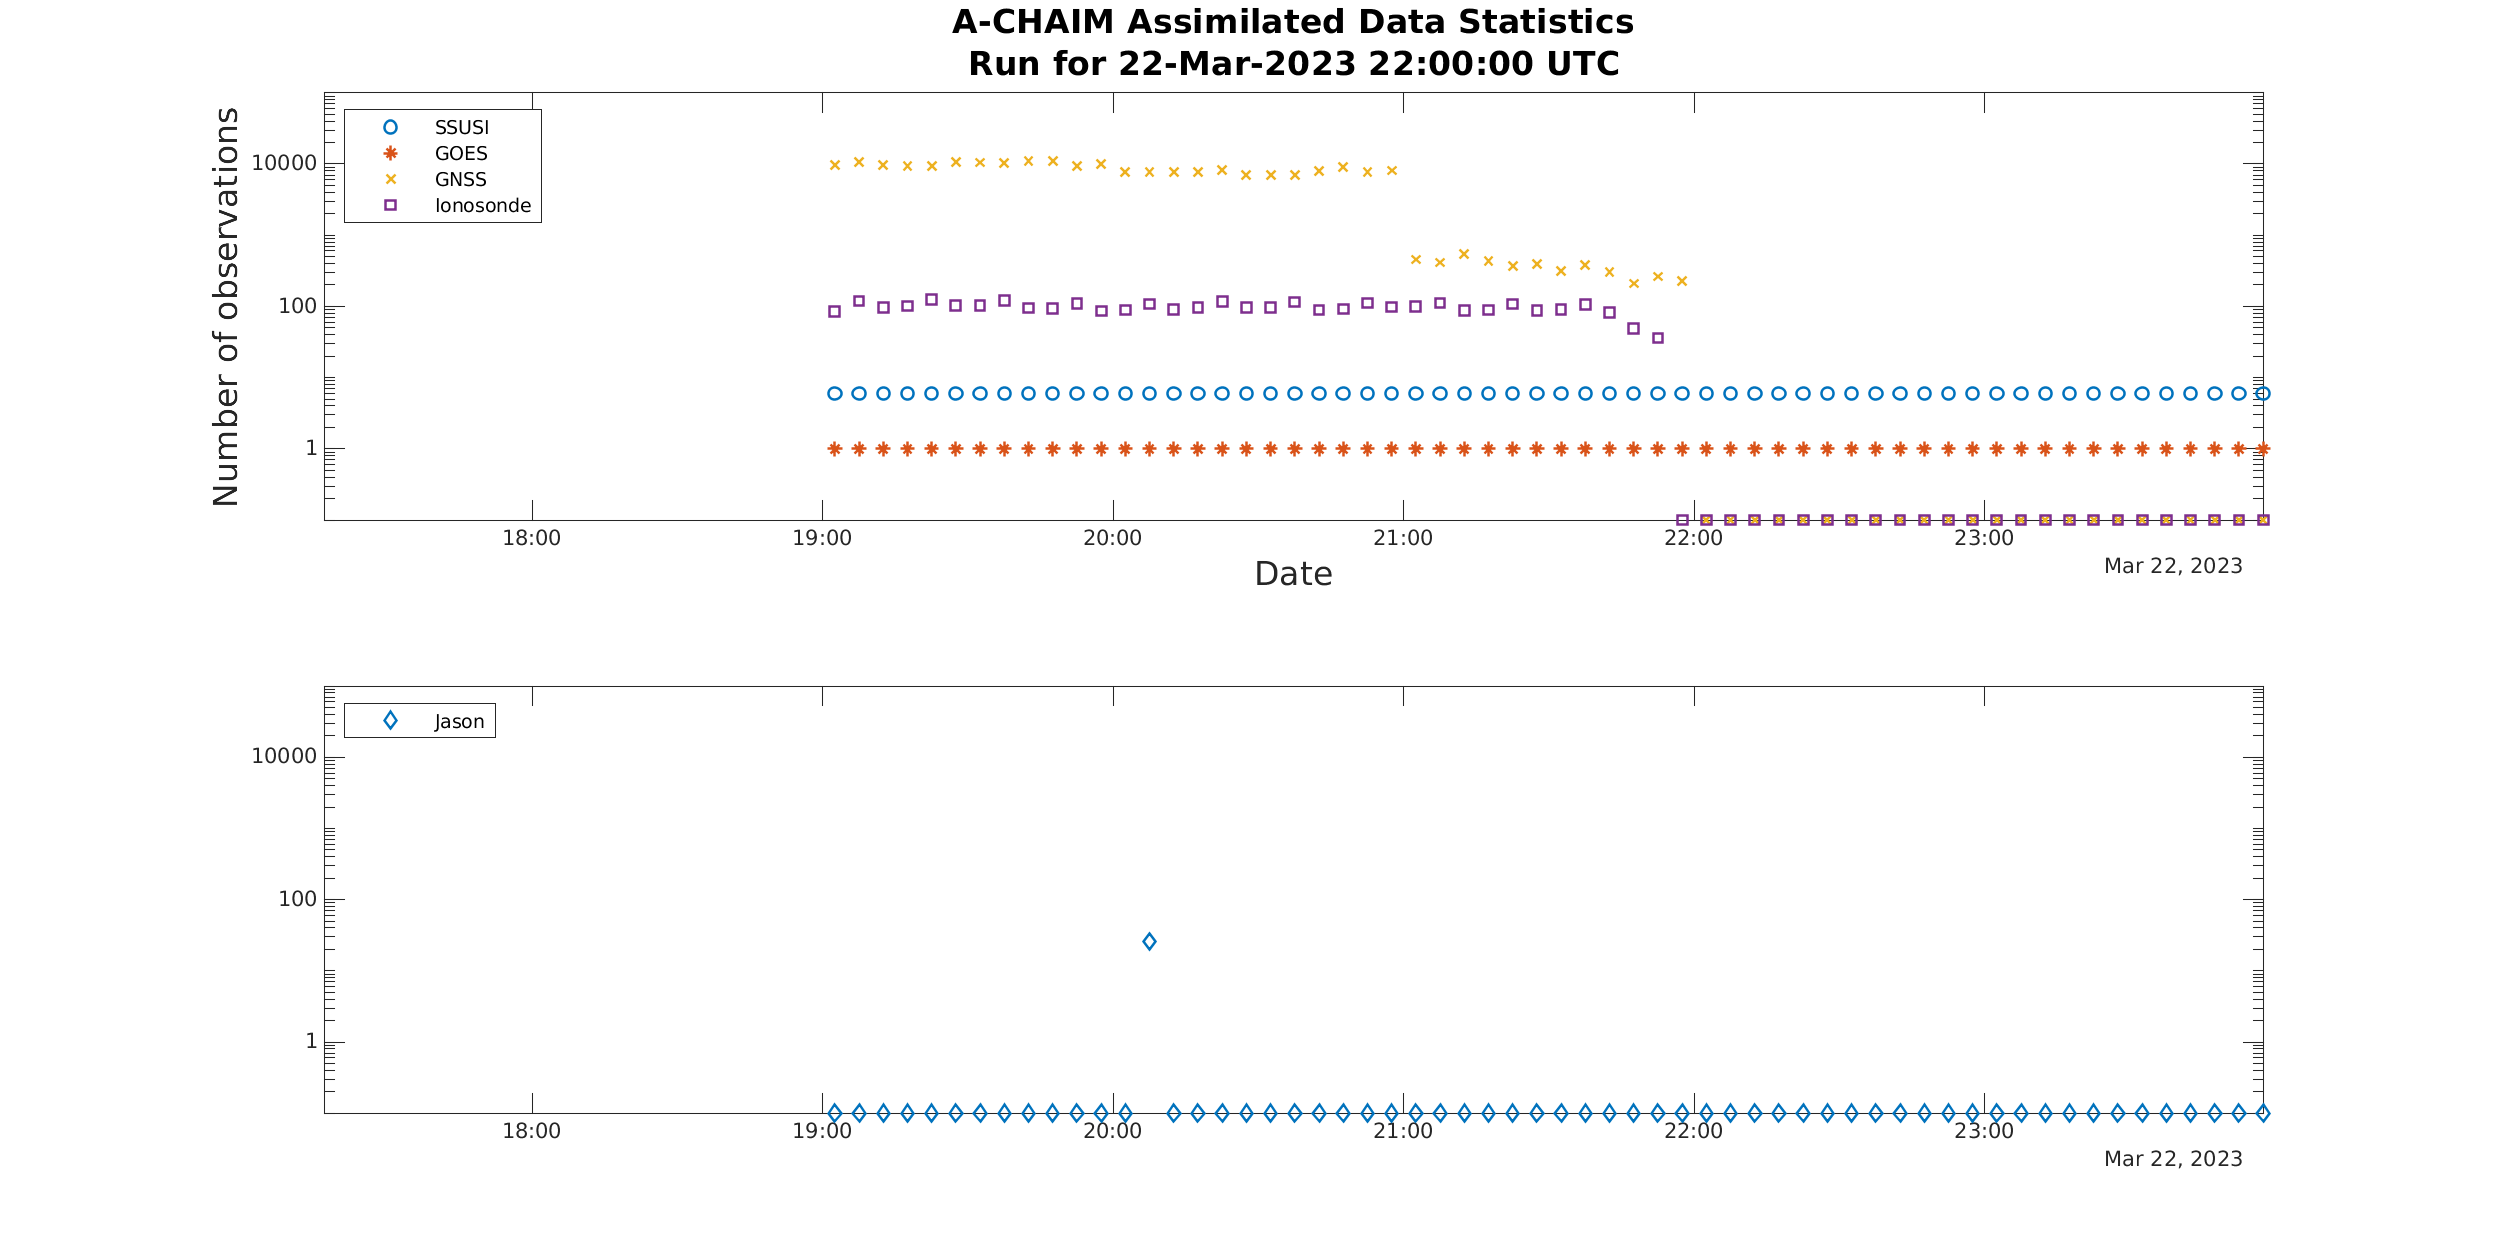 A-CHAIM Assimilated Data Statistics
Run for 22-Mar-2023 22:00:00 UTC
Number of observations
10000
100
1
SSUSI
GOES
GNSS
Ionosonde
18:00 19:00 20:00 21:00 22:00 23:00
Mar 22, 2023
Date
10000
100
1
Jason
18:00 19:00 20:00 21:00 22:00 23:00
Mar 22, 2023